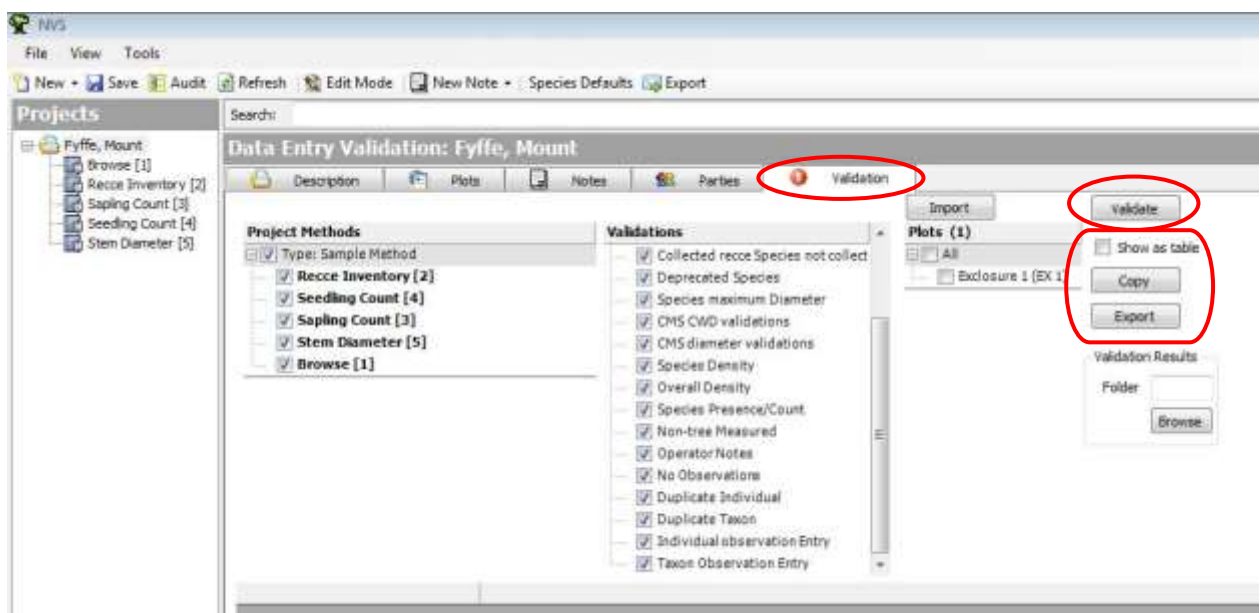 NVS
File View Tools
New Save Audit Refresh Edit Mode New Note Species Defaults Export
Projects
Search:
Fyffe, Mount
Browse [1]
Recce Inventory [2]
Sapling Count [3]
Seedling Count [4]
Stem Diameter [5]
Data Entry Validation: Fyffe, Mount
Description Plots Notes Parties Validation
Import
Validate
Project Methods
Type: Sample Method
Recce Inventory [2]
Seedling Count [4]
Sapling Count [3]
Stem Diameter [5]
Browse [1]
Validations
Collected recce Species not collect
Deprecated Species
Species maximum Diameter
CMS CWD validations
CMS diameter validations
Species Density
Overall Density
Species Presence/Count
Non-tree Measured
Operator Notes
No Observations
Duplicate Individual
Duplicate Taxon
Individual observation Entry
Taxon Observation Entry
Plots (1)
All
Exclosure 1 (EX 1)
Show as table
Copy
Export
Validation Results
Folder
Browse